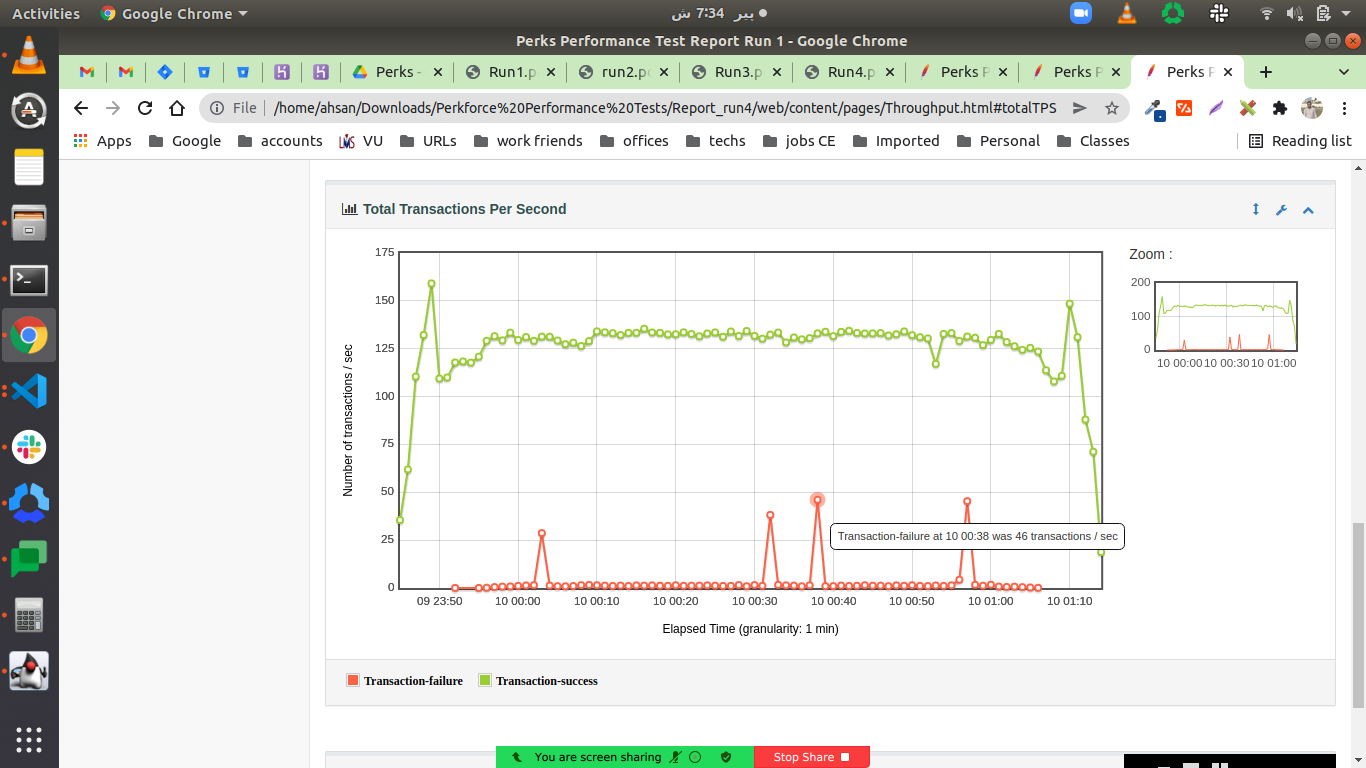 Activities
Google Chrome
پیر 7:34 ش
Perks Performance Test Report Run 1 - Google Chrome
Perks -
Run1.p
run2.p
Run3.p
Run4.p
Perks P
Perks P
Perks P
File
/home/ahsan/Downloads/Perkforce%20Performance%20Tests/Report_run4/web/content/pages/Throughput.html#totalTPS
Apps
Google
accounts
VU
URLs
work friends
offices
techs
jobs CE
Imported
Personal
Classes
Reading list
Total Transactions Per Second
Zoom :
Number of transactions / sec
175
150
125
100
75
50
25
0
09 23:50
10 00:00
10 00:10
10 00:20
10 00:30
10 00:40
10 00:50
10 01:00
10 01:10
Elapsed Time (granularity: 1 min)
Transaction-failure at 10 00:38 was 46 transactions / sec
200
100
0
10 00:00
10 00:30
10 01:00
Transaction-failure
Transaction-success
You are screen sharing
Stop Share